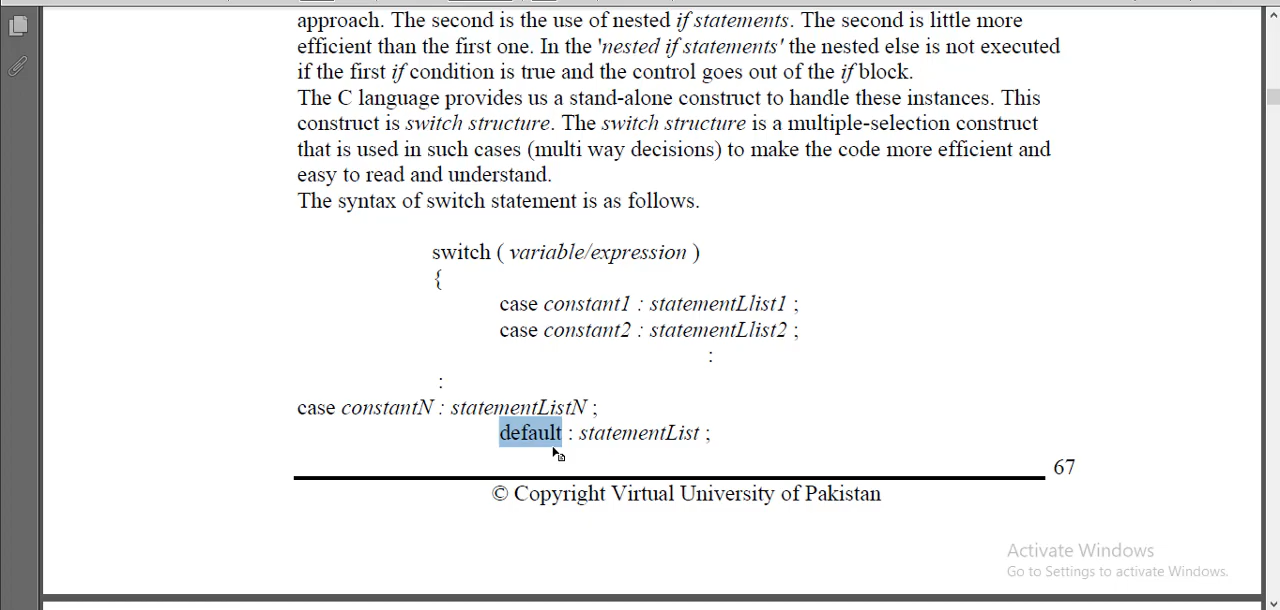 approach. The second is the use of nested if statements. The second is little more
efficient than the first one. In the 'nested if statements' the nested else is not executed
if the first if condition is true and the control goes out of the if block.
The C language provides us a stand-alone construct to handle these instances. This
construct is switch structure. The switch structure is a multiple-selection construct
that is used in such cases (multi way decisions) to make the code more efficient and
easy to read and understand.
The syntax of switch statement is as follows.
switch ( variable/expression )
{
case constant1 : statementLlist1 ;
case constant2 : statementLlist2 ;
:
:
case constantN : statementListN ;
default : statementList ;
67
© Copyright Virtual University of Pakistan
Activate Windows
Go to Settings to activate Windows.